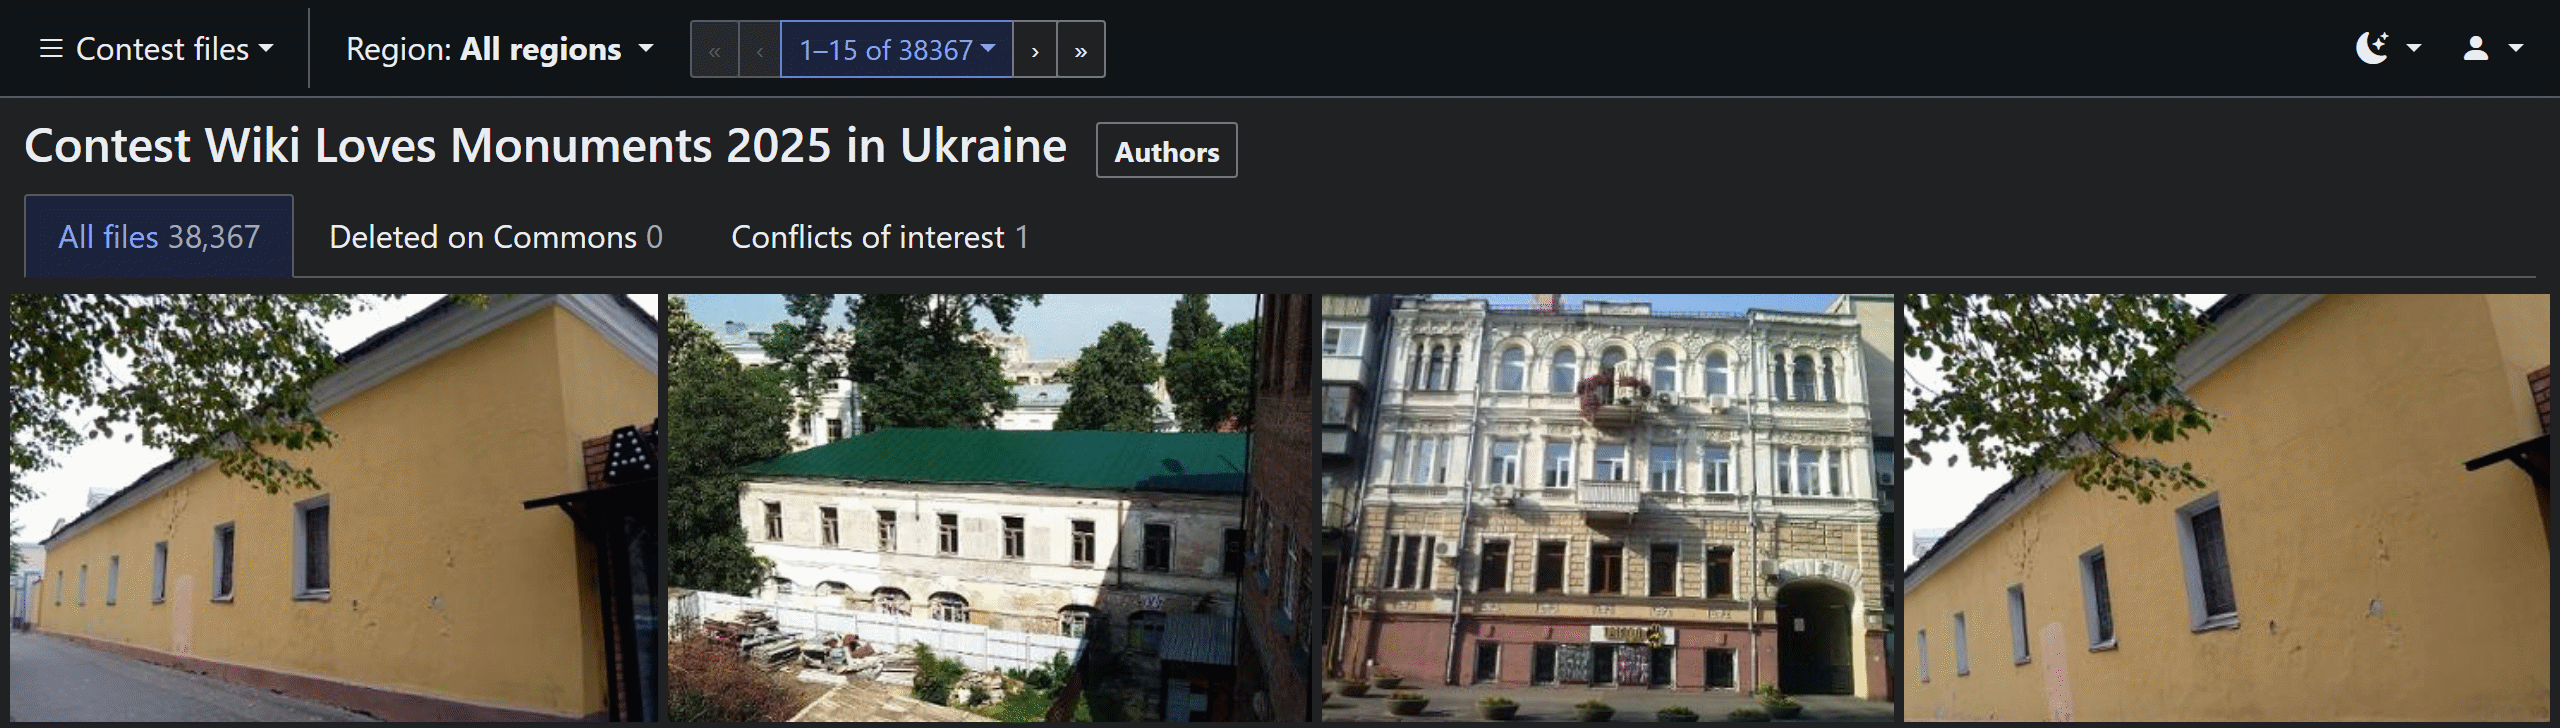 Contest files
Region: All regions
« ‹ 1–15 of 38367 › »
Contest Wiki Loves Monuments 2025 in Ukraine
Authors
All files 38,367
Deleted on Commons 0
Conflicts of interest 1